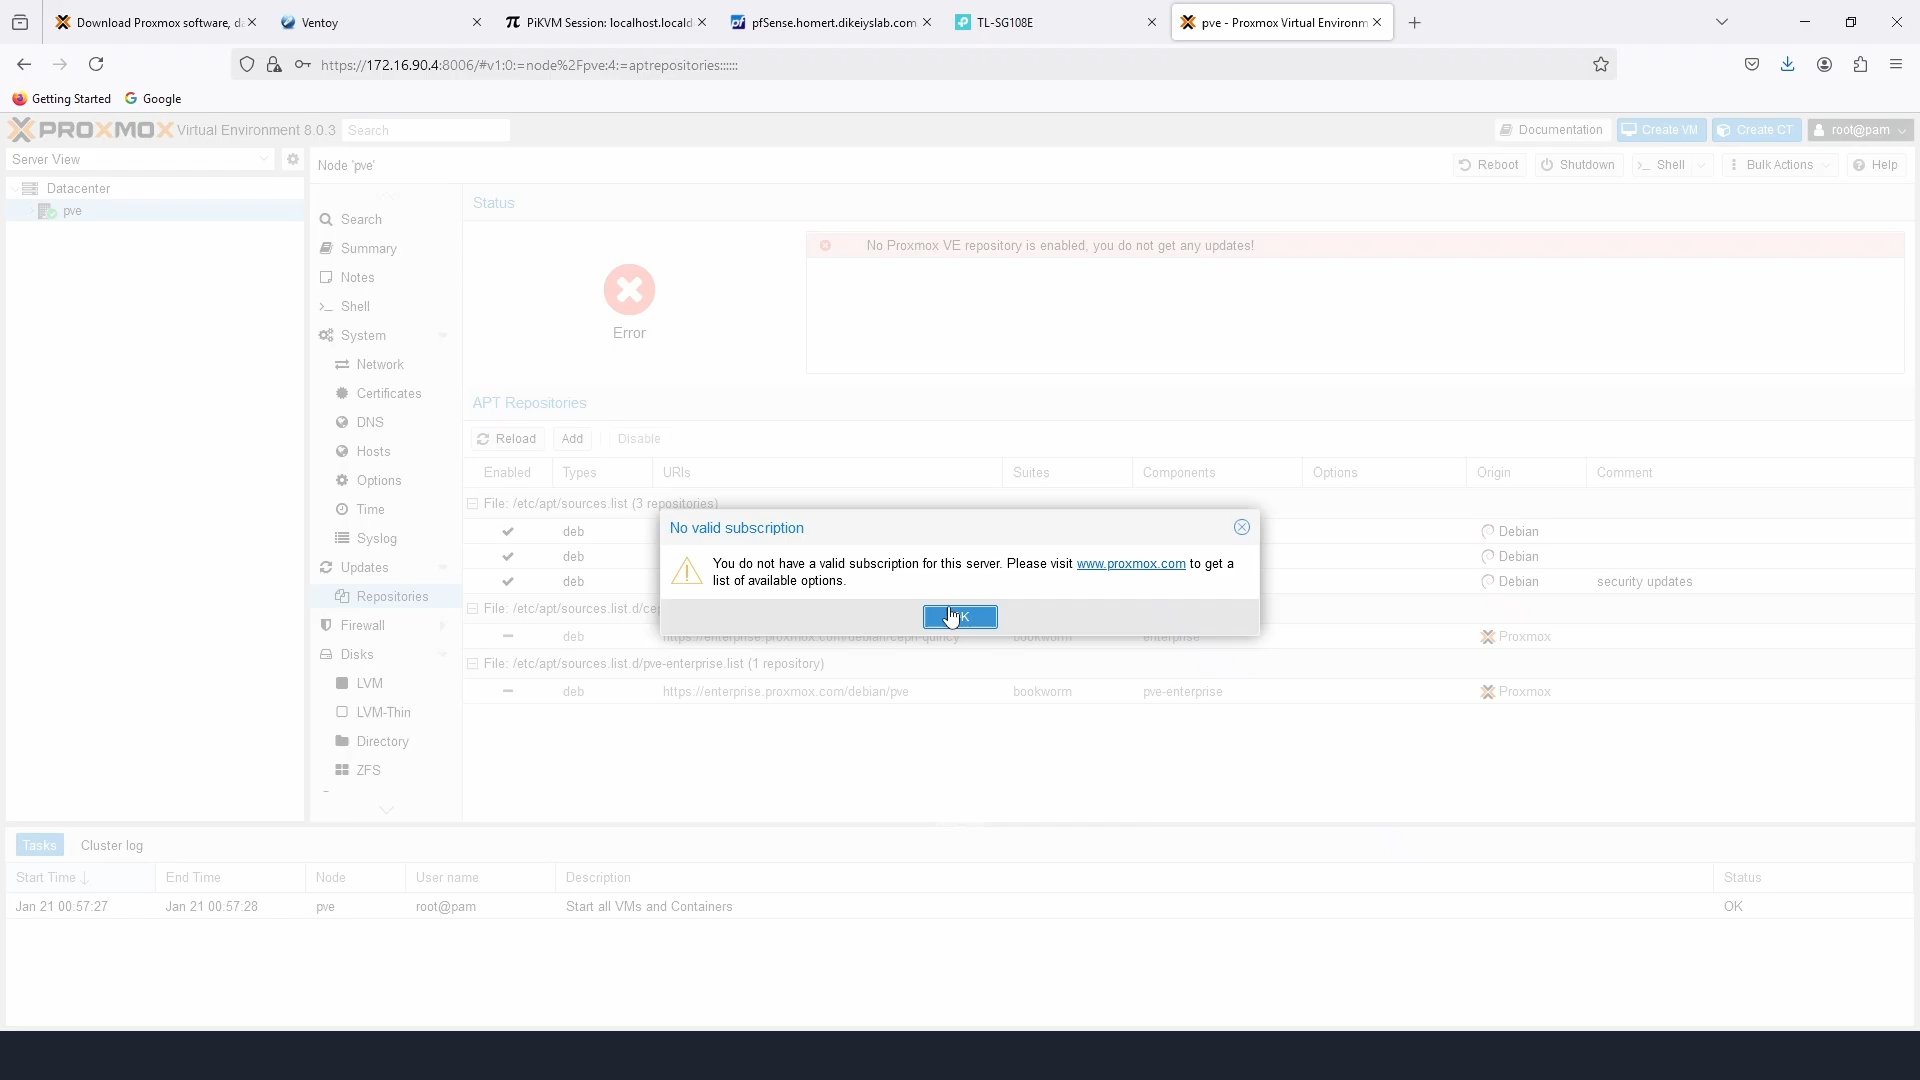 Download Proxmox software, da
Ventoy
PiKVM Session: localhost.locald
pfSense.homert.dikeiyslab.com
TL-SG108E
pve - Proxmox Virtual Environm
https://172.16.90.4:8006/#v1:0:=node%2Fpve:4:=aptrepositories::::::
Getting Started
Google
PROXMOX Virtual Environment 8.0.3
Search
Documentation
Create VM
Create CT
root@pam
Server View
Node 'pve'
Reboot
Shutdown
Shell
Bulk Actions
Help
Datacenter
pve
Search
Summary
Notes
Shell
System
Network
Certificates
DNS
Hosts
Options
Time
Syslog
Updates
Repositories
Firewall
Disks
LVM
LVM-Thin
Directory
ZFS
Status
No Proxmox VE repository is enabled, you do not get any updates!
Error
APT Repositories
Reload
Add
Disable
Enabled
Types
URIs
Suites
Components
Options
Origin
Comment
File: /etc/apt/sources.list (3 repositories)
deb
Debian
deb
Debian
deb
Debian
security updates
File: /etc/apt/sources.list.d/ce
deb
https://enterprise.proxmox.com/debian/ceph-quincy
bookworm
enterprise
Proxmox
File: /etc/apt/sources.list.d/pve-enterprise.list (1 repository)
deb
https://enterprise.proxmox.com/debian/pve
bookworm
pve-enterprise
Proxmox
No valid subscription
You do not have a valid subscription for this server. Please visit www.proxmox.com to get a
list of available options.
Tasks
Cluster log
Start Time
End Time
Node
User name
Description
Status
Jan 21 00:57:27
Jan 21 00:57:28
pve
root@pam
Start all VMs and Containers
OK